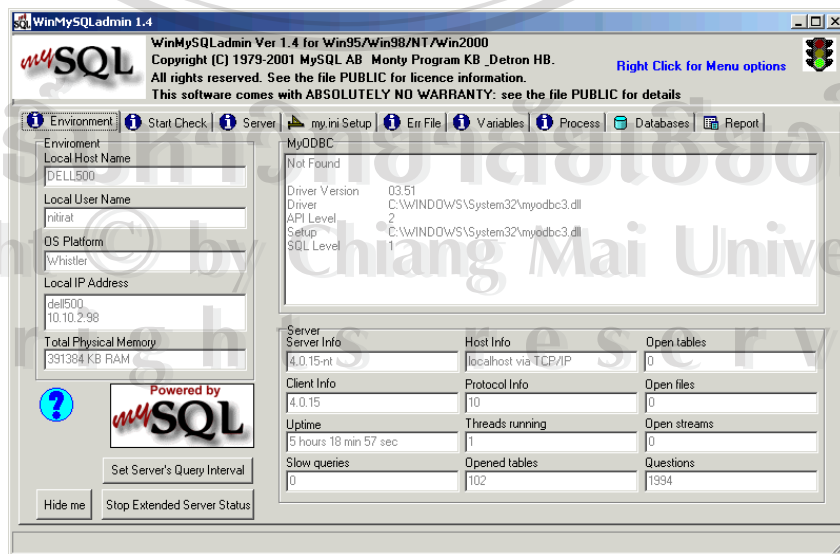 WinMySQLadmin 1.4
WinMySQLadmin Ver 1.4 for Win95/Win98/NT/Win2000
Copyright (C) 1979-2001 MySQL AB Monty Program KB _Detron HB.
All rights reserved. See the file PUBLIC for licence information.
This software comes with ABSOLUTELY NO WARRANTY: see the file PUBLIC for details
mySQL
Right Click for Menu options
Environment Start Check Server my.ini Setup Err File Variables Process Databases Report
Enviroment
Local Host Name
DELL500
Local User Name
nitirat
OS Platform
Whistler
Local IP Address
dell500
10.10.2.98
Total Physical Memory
391384 KB RAM
MyODBC
Not Found
Driver Version 03.51
Driver C:\WINDOWS\System32\myodbc3.dll
API Level 2
Setup C:\WINDOWS\System32\myodbc3.dll
SQL Level 1
Server
Server Info Host Info Open tables
4.0.15-nt localhost via TCP/IP 0
Client Info Protocol Info Open files
4.0.15 10 0
Uptime Threads running Open streams
5 hours 18 min 57 sec 1 0
Slow queries Opened tables Questions
0 102 1994
Powered by
mySQL
Set Server's Query Interval
Hide me Stop Extended Server Status
© by Chiang Mai Unive
rights reserv